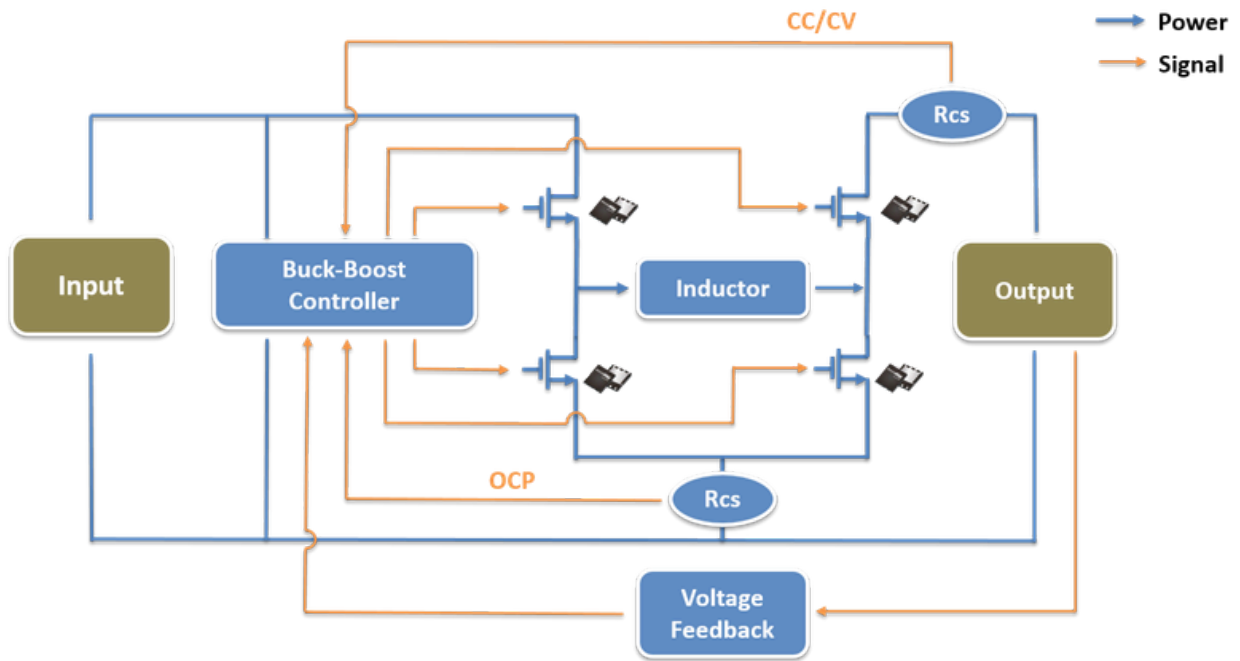 CC/CV
Power
Signal
Rcs
Input
Buck-Boost
Controller
Inductor
Output
OCP
Rcs
Voltage
Feedback